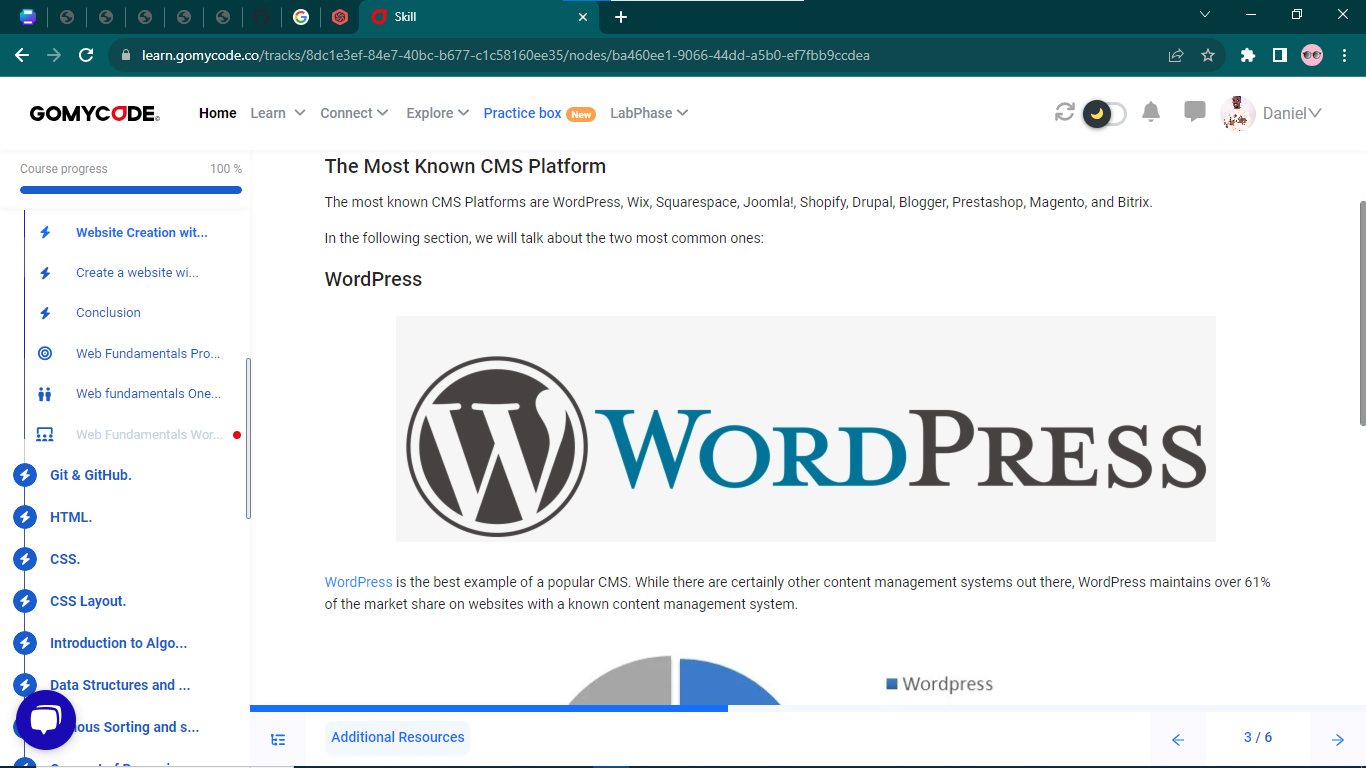 Skill
learn.gomycode.co/tracks/8dc1e3ef-84e7-40bc-b677-c1c58160ee35/nodes/ba460ee1-9066-44dd-a5b0-ef7fbb9ccdea
GOMYCODE
Home Learn Connect Explore Practice box New LabPhase Daniel
Course progress 100 %
Website Creation wit...
Create a website wi...
Conclusion
Web Fundamentals Pro...
Web fundamentals One...
Web Fundamentals Wor...
Git & GitHub.
HTML.
CSS.
CSS Layout.
Introduction to Algo...
Data Structures and ...
ious Sorting and s...
The Most Known CMS Platform
The most known CMS Platforms are WordPress, Wix, Squarespace, Joomla!, Shopify, Drupal, Blogger, Prestashop, Magento, and Bitrix.
In the following section, we will talk about the two most common ones:
WordPress
W WORDPRESS
WordPress is the best example of a popular CMS. While there are certainly other content management systems out there, WordPress maintains over 61%
of the market share on websites with a known content management system.
Wordpress
Additional Resources
3 / 6